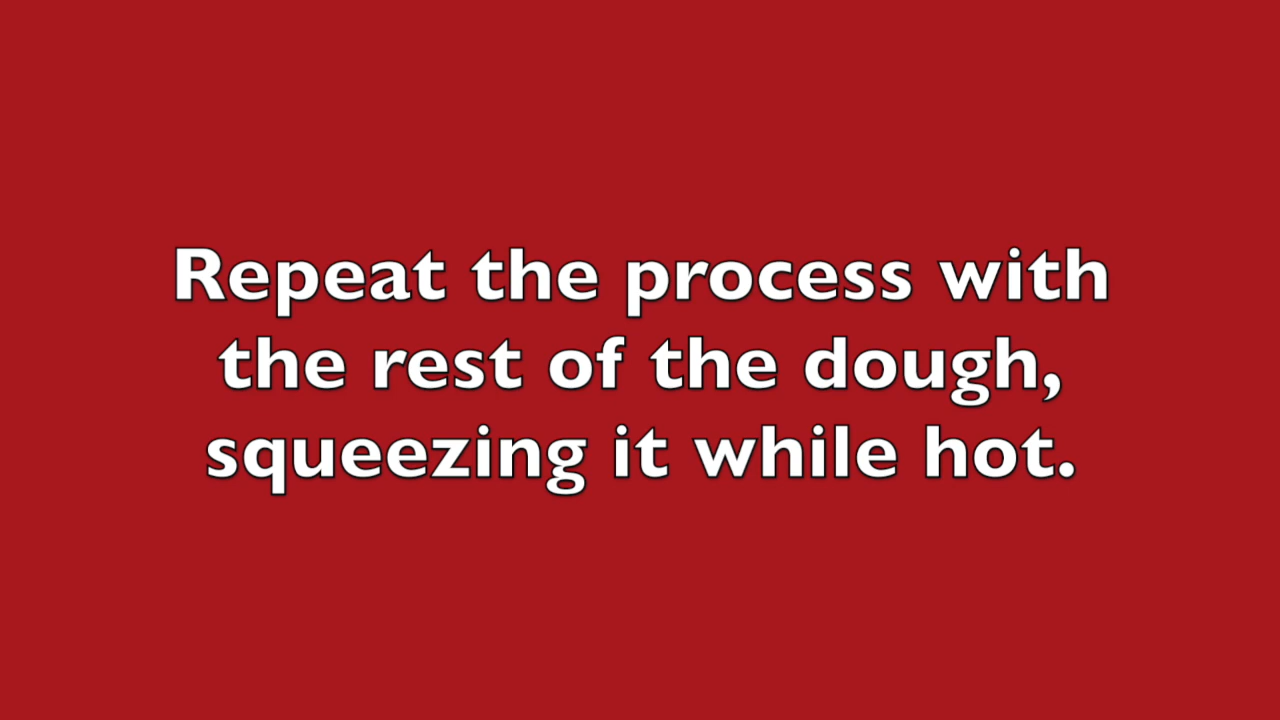 Repeat the process with
the rest of the dough,
squeezing it while hot.